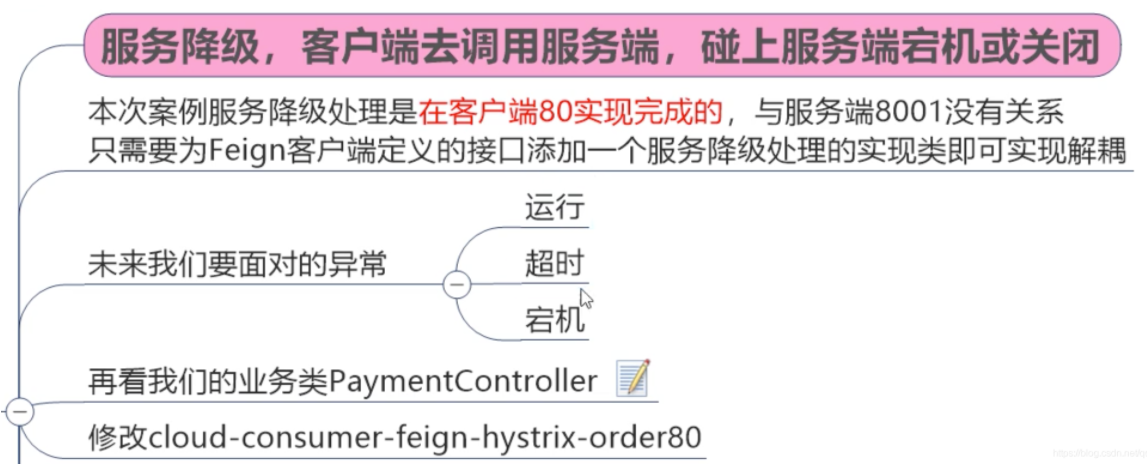 服务降级，客户端去调用服务端，碰上服务端宕机或关闭
本次案例服务降级处理是在客户端80实现完成的，与服务端8001没有关系
只需要为Feign客户端定义的接口添加一个服务降级处理的实现类即可实现解耦
未来我们要面对的异常
运行
超时
宕机
再看我们的业务类PaymentController
修改cloud-consumer-feign-hystrix-order80